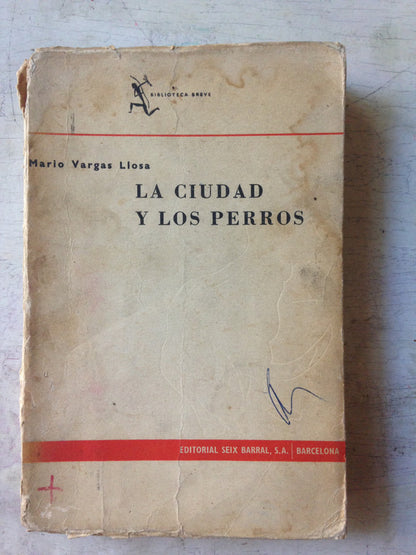 BIBLIOTECA BREVE
Mario Vargas Llosa
LA CIUDAD
Y LOS PERROS
EDITORIAL SEIX BARRAL, S.A. | BARCELONA